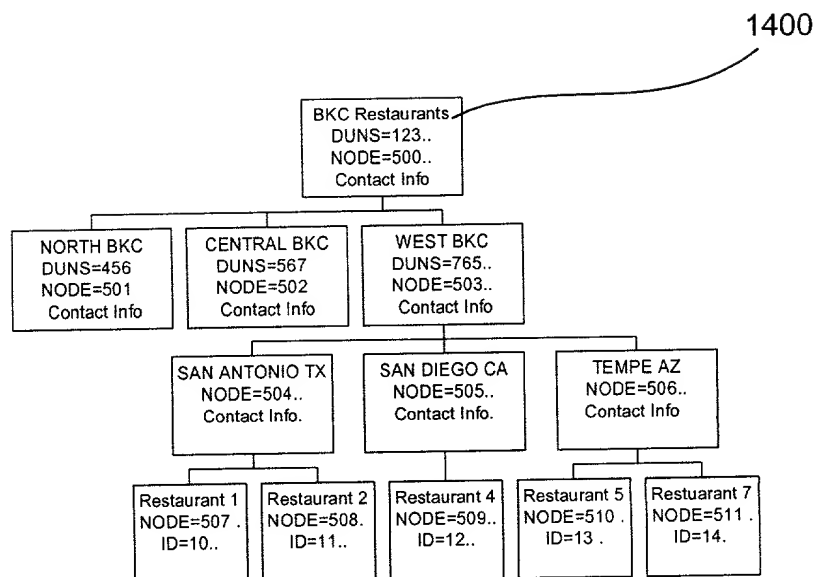 1400
BKC Restaurants
DUNS=123..
NODE=500..
Contact Info
NORTH BKC
DUNS=456
NODE=501
Contact Info
CENTRAL BKC
DUNS=567
NODE=502
Contact Info
WEST BKC
DUNS=765..
NODE=503..
Contact Info
SAN ANTONIO TX
NODE=504..
Contact Info.
SAN DIEGO CA
NODE=505..
Contact Info.
TEMPE AZ
NODE=506..
Contact Info
Restaurant 1
NODE=507 .
ID=10..
Restaurant 2
NODE=508.
ID=11..
Restaurant 4
NODE=509..
ID=12..
Restaurant 5
NODE=510 .
ID=13 .
Restuarant 7
NODE=511 .
ID=14.